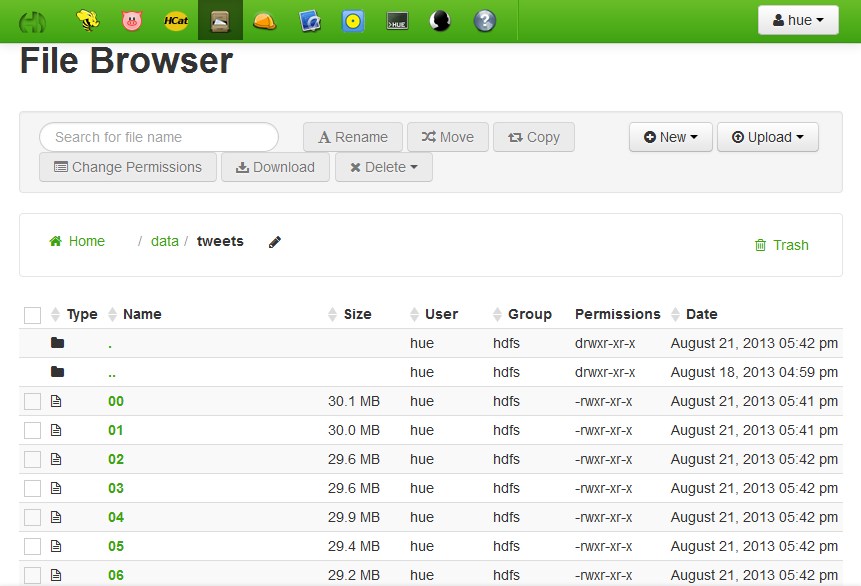 HCat
HUE
hue
File Browser
Search for file name
Rename
Move
Copy
New
Upload
Change Permissions
Download
Delete
Home / data / tweets
Trash
Type Name Size User Group Permissions Date
. hue hdfs drwxr-xr-x August 21, 2013 05:42 pm
.. hue hdfs drwxr-xr-x August 18, 2013 04:59 pm
00 30.1 MB hue hdfs -rwxr-xr-x August 21, 2013 05:41 pm
01 30.0 MB hue hdfs -rwxr-xr-x August 21, 2013 05:41 pm
02 29.6 MB hue hdfs -rwxr-xr-x August 21, 2013 05:42 pm
03 29.6 MB hue hdfs -rwxr-xr-x August 21, 2013 05:42 pm
04 29.9 MB hue hdfs -rwxr-xr-x August 21, 2013 05:42 pm
05 29.4 MB hue hdfs -rwxr-xr-x August 21, 2013 05:42 pm
06 29.2 MB hue hdfs -rwxr-xr-x August 21, 2013 05:42 pm